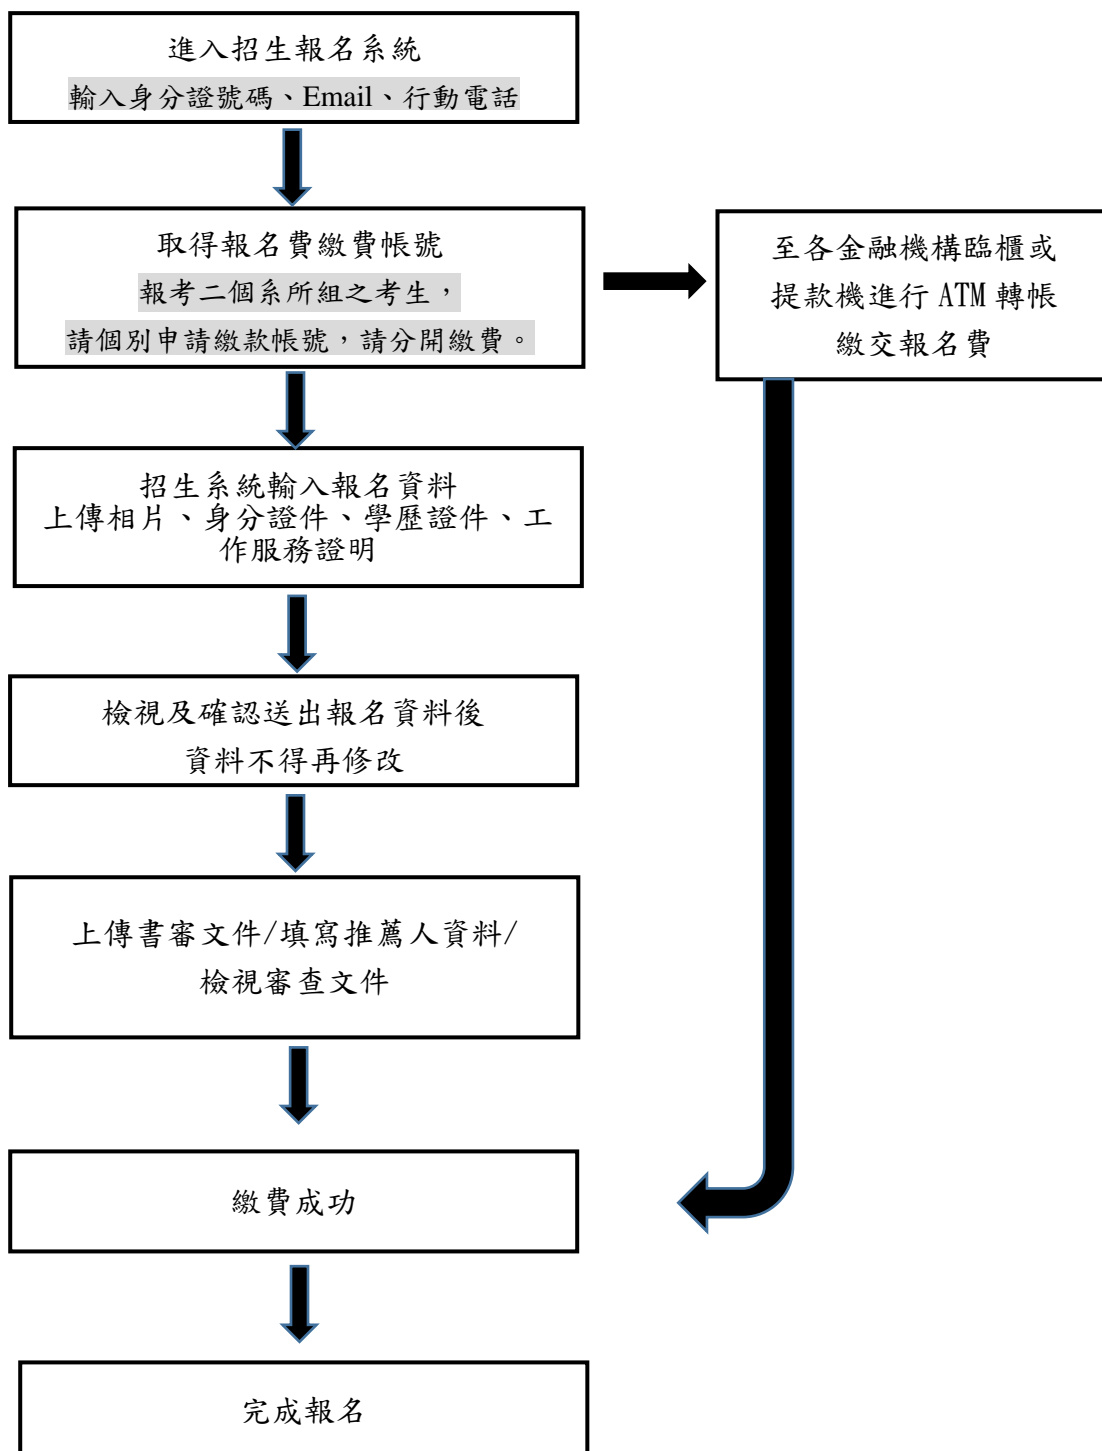 進入招生報名系統
輸入身分證號碼、Email、行動電話
取得報名費繳費帳號
報考二個系所組之考生，
請個別申請繳款帳號，請分開繳費。
至各金融機構臨櫃或
提款機進行 ATM 轉帳
繳交報名費
招生系統輸入報名資料
上傳相片、身分證件、學歷證件、工
作服務證明
檢視及確認送出報名資料後
資料不得再修改
上傳書審文件/填寫推薦人資料/
檢視審查文件
繳費成功
完成報名